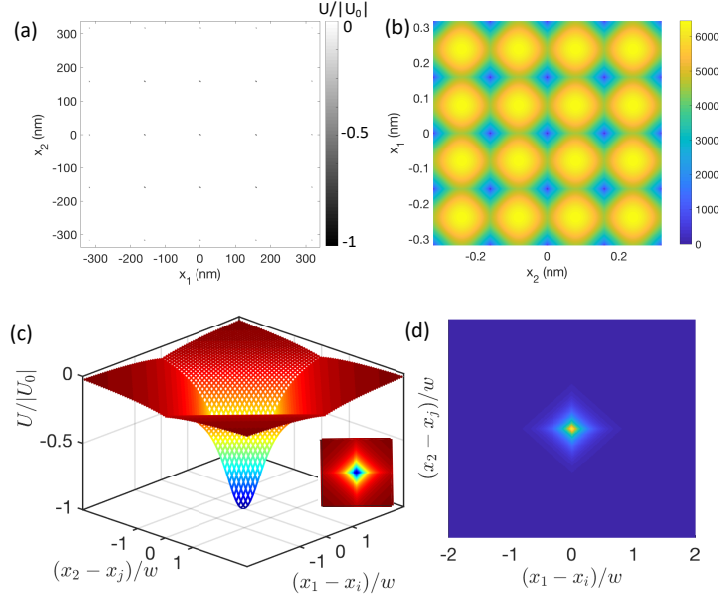 (a)
U/|U₀|
x₂ (nm)
300
200
100
0
-100
-200
-300
-300 -200 -100 0 100 200 300
x₁ (nm)
0
-0.5
-1
(b)
x₁ (nm)
0.3
0.2
0.1
0
-0.1
-0.2
-0.3
-0.2 0 0.2
x₂ (nm)
6000
5000
4000
3000
2000
1000
0
(c)
U/|U₀|
0
-0.5
-1
-1 0 1
(x₂ − xⱼ)/w
-1 0 1
(x₁ − xᵢ)/w
(d)
(x₂ − xⱼ)/w
-2 -1 0 1 2
(x₁ − xᵢ)/w